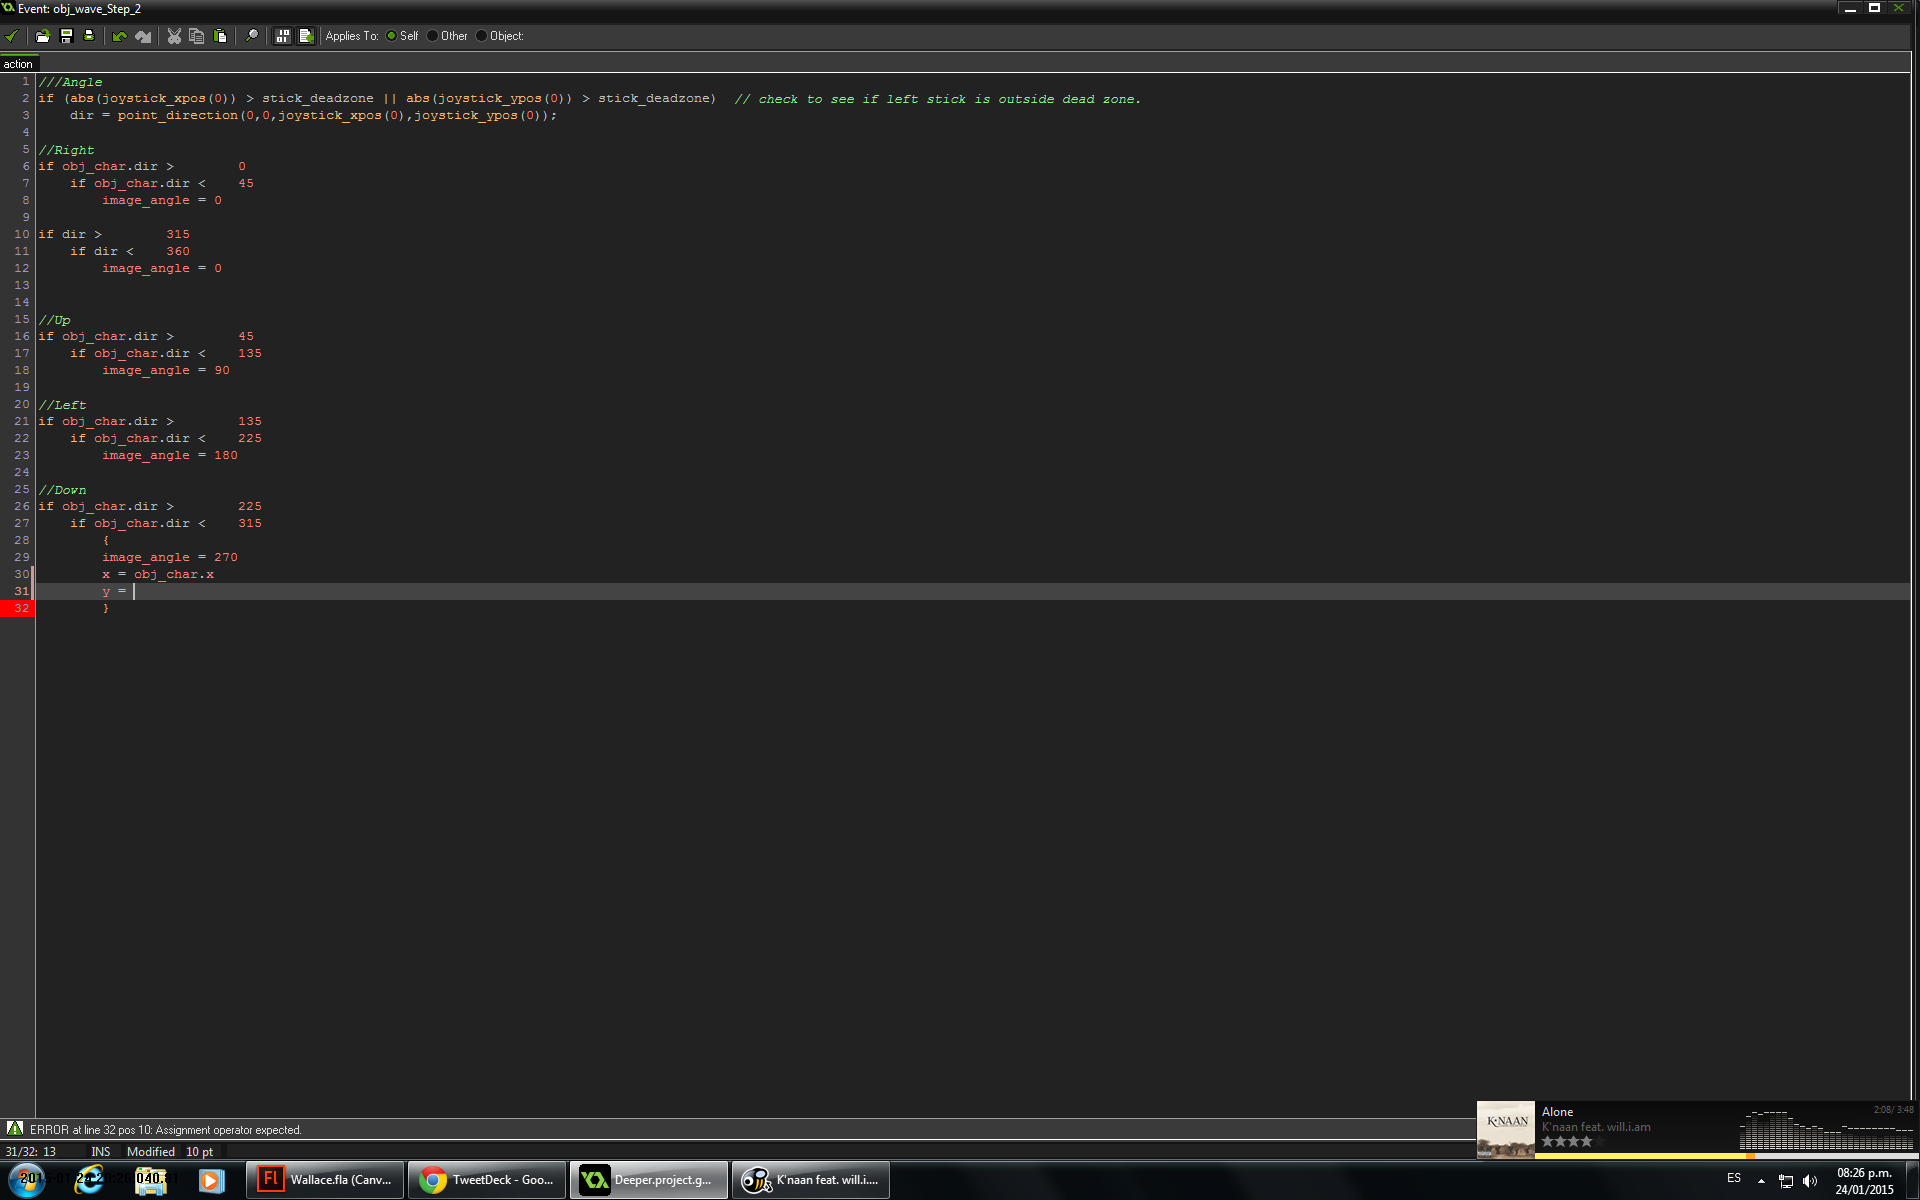 Event: obj_wave_Step_2
Applies To: Self Other Object:
action
1 ///Angle
2 if (abs(joystick_xpos(0)) > stick_deadzone || abs(joystick_ypos(0)) > stick_deadzone) // check to see if left stick is outside dead zone.
3 dir = point_direction(0,0,joystick_xpos(0),joystick_ypos(0));
4
5 //Right
6 if obj_char.dir > 0
7 if obj_char.dir < 45
8 image_angle = 0
9
10 if dir > 315
11 if dir < 360
12 image_angle = 0
13
14
15 //Up
16 if obj_char.dir > 45
17 if obj_char.dir < 135
18 image_angle = 90
19
20 //Left
21 if obj_char.dir > 135
22 if obj_char.dir < 225
23 image_angle = 180
24
25 //Down
26 if obj_char.dir > 225
27 if obj_char.dir < 315
28 {
29 image_angle = 270
30 x = obj_char.x
31 y =
32 }
ERROR at line 32 pos 10: Assignment operator expected.
31/32: 13 INS Modified 10 pt
K'NAAN
Alone
2:08/ 3:48
K'naan feat. will.i.am
Wallace.fla (Canv...
TweetDeck - Goo...
Deeper.project.g...
K'naan feat. will.i....
ES
08:26 p.m.
24/01/2015